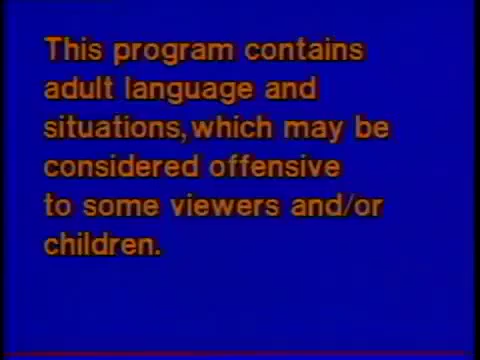 This program contains
adult language and
situations, which may be
considered offensive
to some viewers and/or
children.